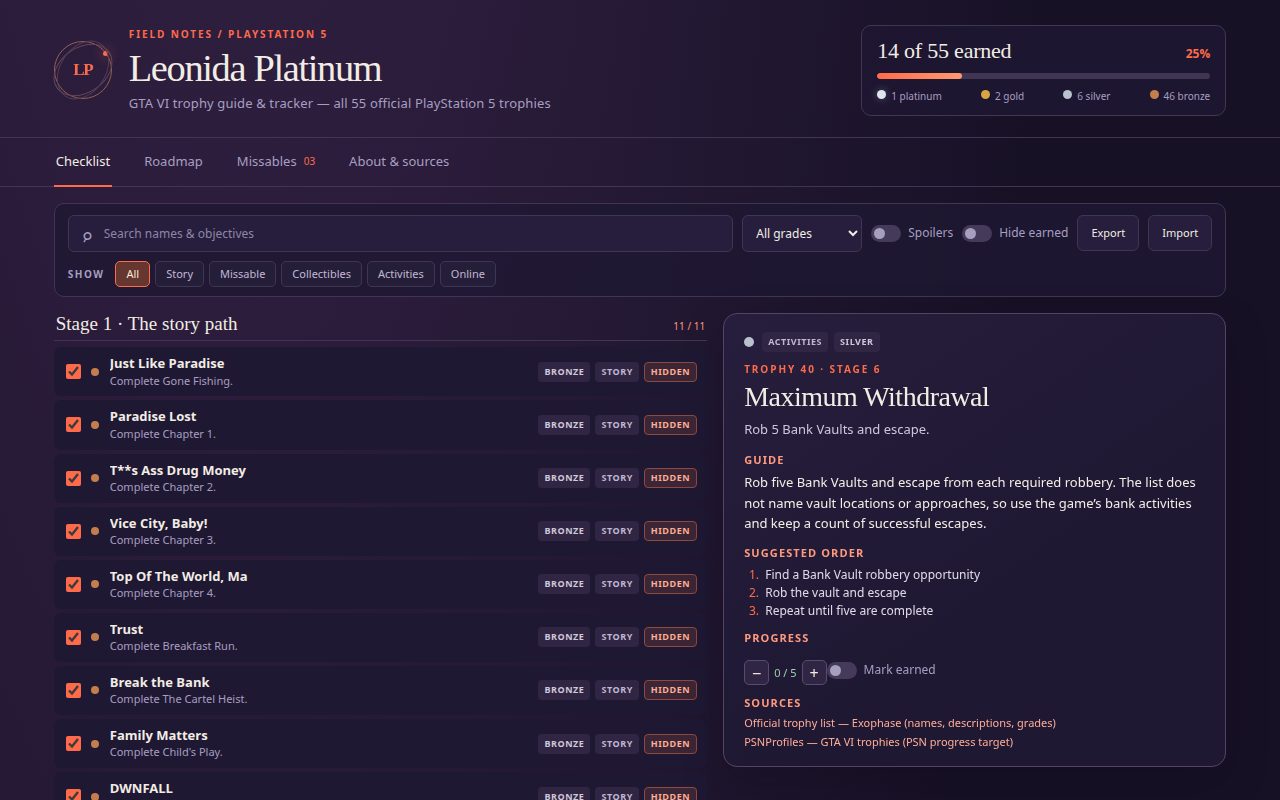 LP
FIELD NOTES / PLAYSTATION 5
Leonida Platinum
GTA VI trophy guide & tracker — all 55 official PlayStation 5 trophies
14 of 55 earned 25%
1 platinum 2 gold 6 silver 46 bronze
Checklist Roadmap Missables 03 About & sources
Search names & objectives All grades Spoilers Hide earned Export Import
SHOW All Story Missable Collectibles Activities Online
Stage 1 · The story path 11 / 11
Just Like Paradise
Complete Gone Fishing.
BRONZE STORY HIDDEN
Paradise Lost
Complete Chapter 1.
BRONZE STORY HIDDEN
T**s Ass Drug Money
Complete Chapter 2.
BRONZE STORY HIDDEN
Vice City, Baby!
Complete Chapter 3.
BRONZE STORY HIDDEN
Top Of The World, Ma
Complete Chapter 4.
BRONZE STORY HIDDEN
Trust
Complete Breakfast Run.
BRONZE STORY HIDDEN
Break the Bank
Complete The Cartel Heist.
BRONZE STORY HIDDEN
Family Matters
Complete Child's Play.
BRONZE STORY HIDDEN
DWNFALL
BRONZE STORY HIDDEN
ACTIVITIES SILVER
TROPHY 40 · STAGE 6
Maximum Withdrawal
Rob 5 Bank Vaults and escape.
GUIDE
Rob five Bank Vaults and escape from each required robbery. The list does
not name vault locations or approaches, so use the game’s bank activities
and keep a count of successful escapes.
SUGGESTED ORDER
1. Find a Bank Vault robbery opportunity
2. Rob the vault and escape
3. Repeat until five are complete
PROGRESS
− 0 / 5 + Mark earned
SOURCES
Official trophy list — Exophase (names, descriptions, grades)
PSNProfiles — GTA VI trophies (PSN progress target)